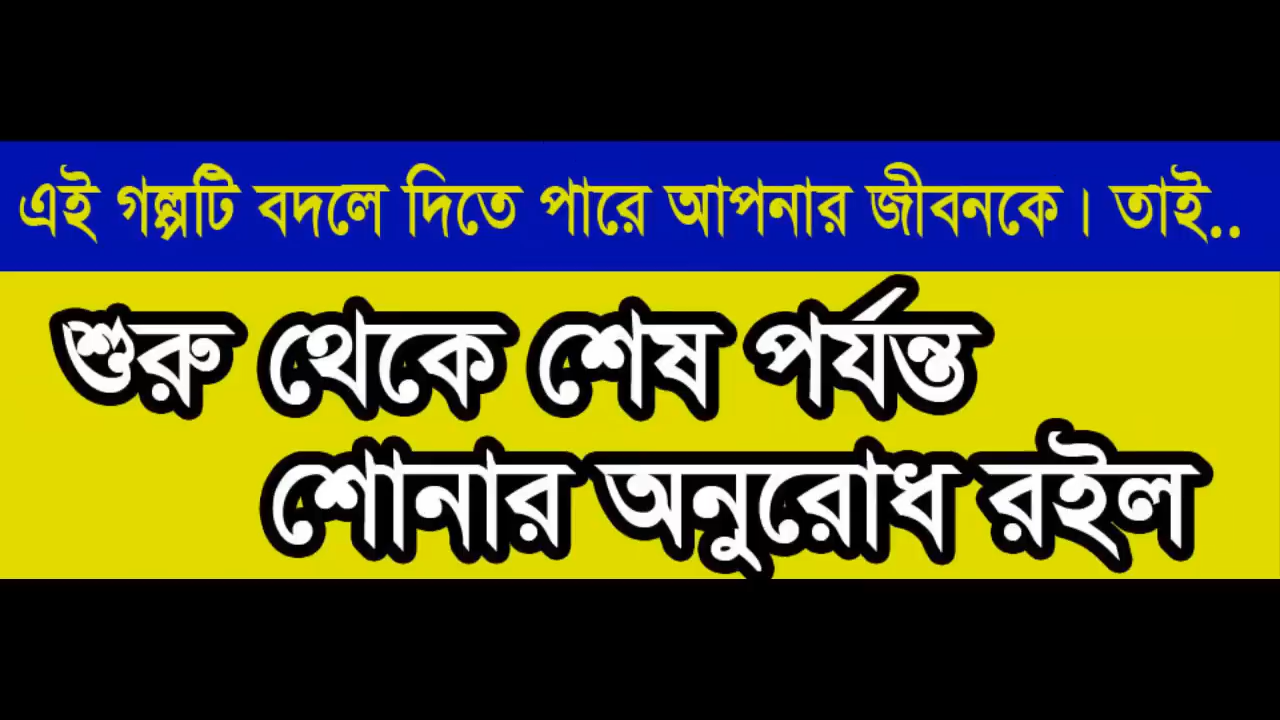 এই গল্পটি বদলে দিতে পারে আপনার জীবনকে। তাই..
শুরু থেকে শেষ পর্যন্ত
শোনার অনুরোধ রইল